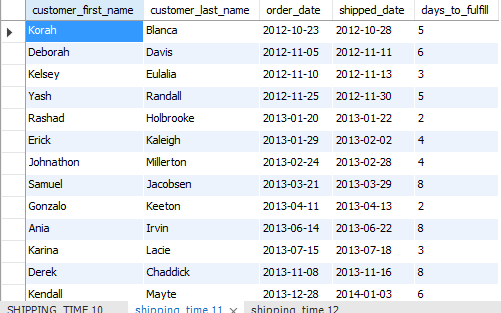 customer_first_name customer_last_name order_date shipped_date days_to_fulfill
Korah Blanca 2012-10-23 2012-10-28 5
Deborah Davis 2012-11-05 2012-11-11 6
Kelsey Eulalia 2012-11-10 2012-11-13 3
Yash Randall 2012-11-25 2012-11-30 5
Rashad Holbrooke 2013-01-20 2013-01-22 2
Erick Kaleigh 2013-01-29 2013-02-02 4
Johnathon Millerton 2013-02-24 2013-02-28 4
Samuel Jacobsen 2013-03-21 2013-03-29 8
Gonzalo Keeton 2013-04-11 2013-04-13 2
Ania Irvin 2013-06-14 2013-06-22 8
Karina Lacie 2013-07-15 2013-07-18 3
Derek Chaddick 2013-11-08 2013-11-16 8
Kendall Mayte 2013-12-28 2014-01-03 6
SHIPPING_TIME 10 shipping_time 11 shipping_time 12